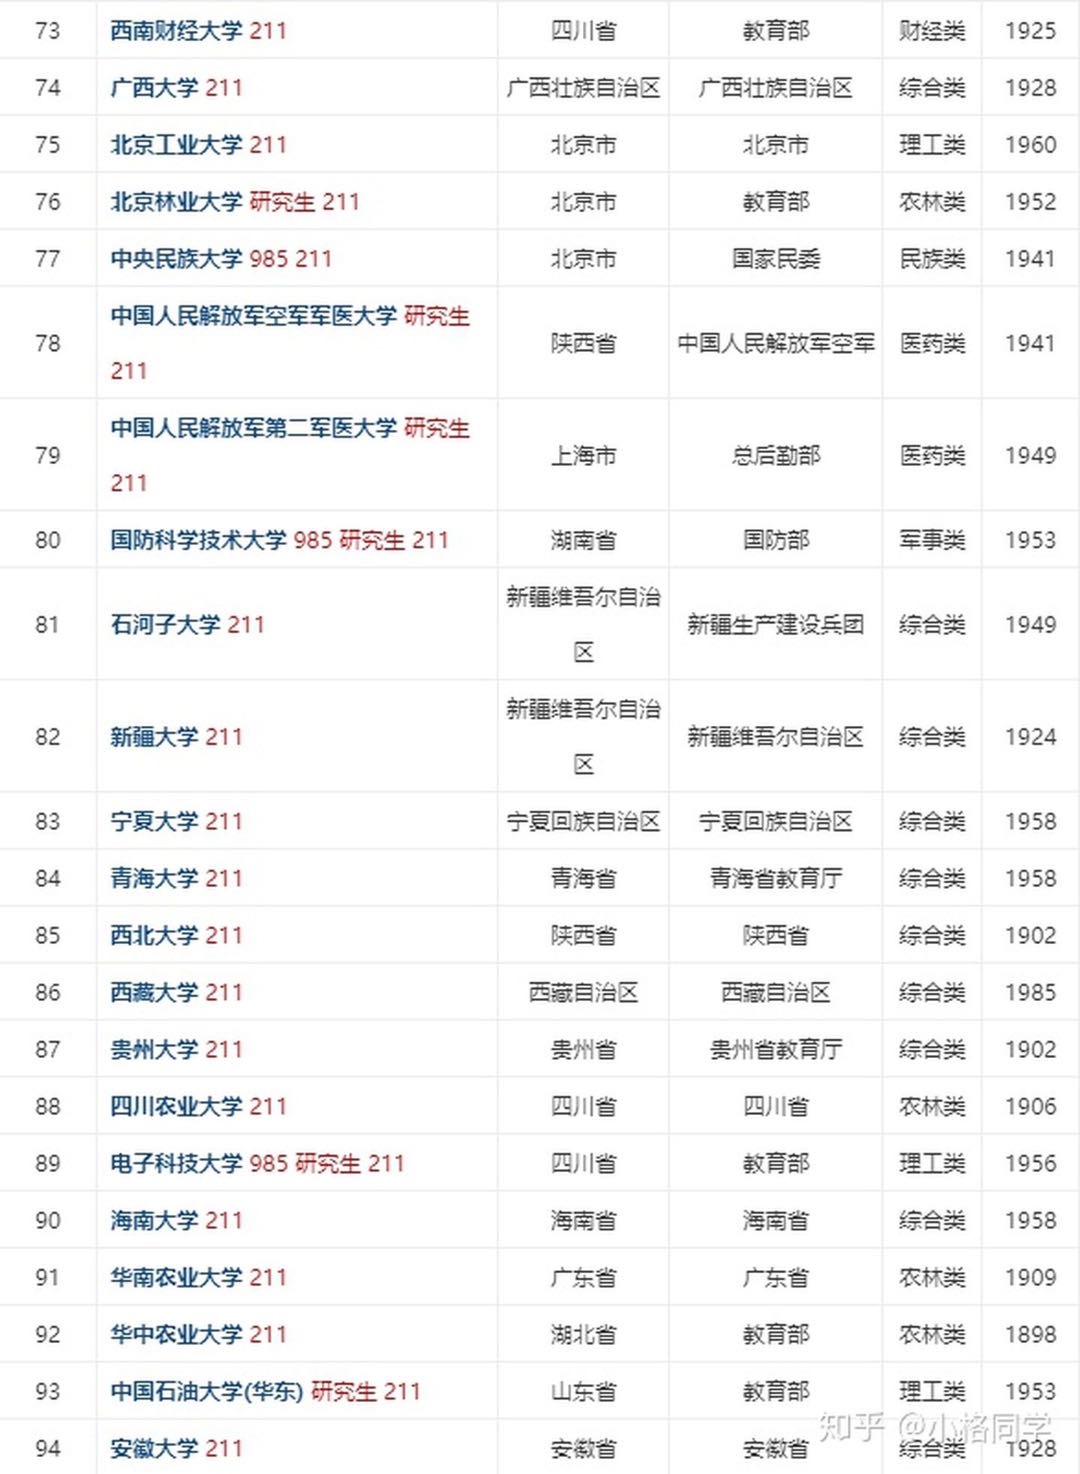 73 西南财经大学 211 四川省 教育部 财经类 1925
74 广西大学 211 广西壮族自治区 广西壮族自治区 综合类 1928
75 北京工业大学 211 北京市 北京市 理工类 1960
76 北京林业大学 研究生 211 北京市 教育部 农林类 1952
77 中央民族大学 985 211 北京市 国家民委 民族类 1941
78 中国人民解放军空军军医大学 研究生
211 陕西省 中国人民解放军空军 医药类 1941
79 中国人民解放军第二军医大学 研究生
211 上海市 总后勤部 医药类 1949
80 国防科学技术大学 985 研究生 211 湖南省 国防部 军事类 1953
81 石河子大学 211 新疆维吾尔自治
区 新疆生产建设兵团 综合类 1949
82 新疆大学 211 新疆维吾尔自治
区 新疆维吾尔自治区 综合类 1924
83 宁夏大学 211 宁夏回族自治区 宁夏回族自治区 综合类 1958
84 青海大学 211 青海省 青海省教育厅 综合类 1958
85 西北大学 211 陕西省 陕西省 综合类 1902
86 西藏大学 211 西藏自治区 西藏自治区 综合类 1985
87 贵州大学 211 贵州省 贵州省教育厅 综合类 1902
88 四川农业大学 211 四川省 四川省 农林类 1906
89 电子科技大学 985 研究生 211 四川省 教育部 理工类 1956
90 海南大学 211 海南省 海南省 综合类 1958
91 华南农业大学 211 广东省 广东省 农林类 1909
92 华中农业大学 211 湖北省 教育部 农林类 1898
93 中国石油大学(华东) 研究生 211 山东省 教育部 理工类 1953
94 安徽大学 211 安徽省 安徽省 综合类 1928
知乎 @小格同学